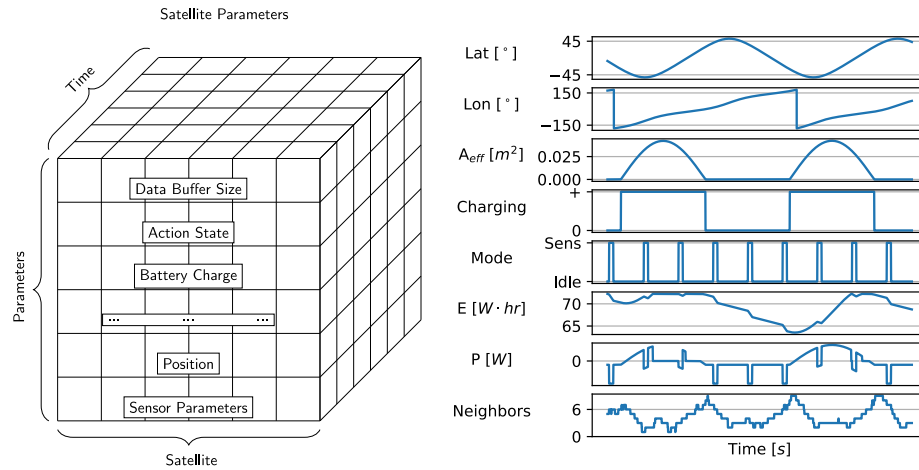 Satellite Parameters
Time
Parameters
Data Buffer Size
Action State
Battery Charge
... ... ...
Position
Sensor Parameters
Satellite
Lat [°]
45
−45
Lon [°]
150
−150
A_eff [m²]
0.025
0.000
Charging
+
0
Mode
Sens
Idle
E [W · hr]
70
65
P [W]
0
Neighbors
6
0
Time [s]